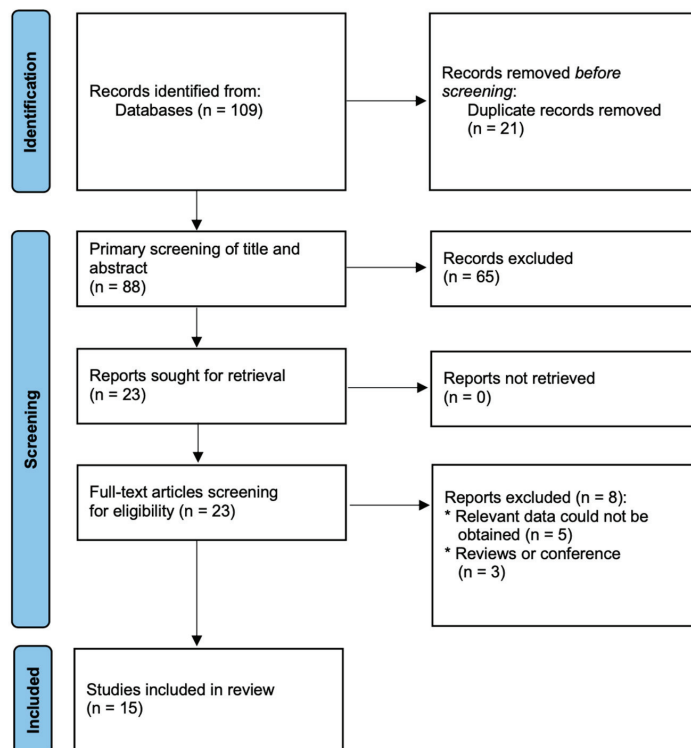 Identification
Records identified from:
Databases (n = 109)
Records removed before
screening:
Duplicate records removed
(n = 21)
Screening
Primary screening of title and
abstract
(n = 88)
Records excluded
(n = 65)
Reports sought for retrieval
(n = 23)
Reports not retrieved
(n = 0)
Full-text articles screening
for eligibility (n = 23)
Reports excluded (n = 8):
* Relevant data could not be
obtained (n = 5)
* Reviews or conference
(n = 3)
Included
Studies included in review
(n = 15)